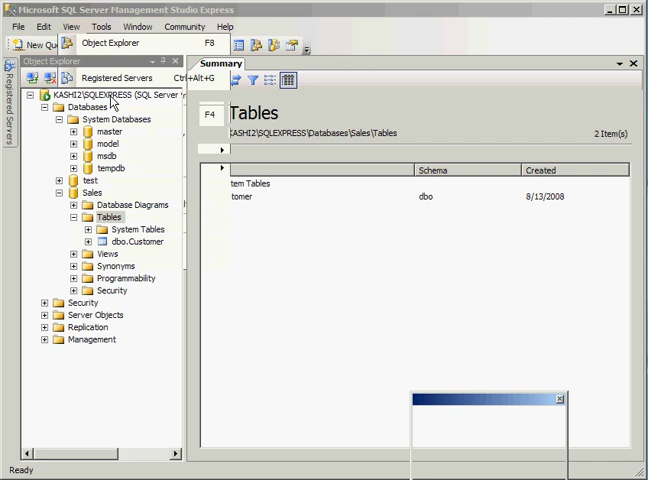 Microsoft SQL Server Management Studio Express
File Edit View Tools Window Community Help
New Qu
Object Explorer F8
Object Explorer
Registered Servers Ctrl+Alt+G
Registered Servers
Summary
F4
KASHI2\SQLEXPRESS (SQL Server
Databases
System Databases
master
model
msdb
tempdb
test
Sales
Database Diagrams
Tables
System Tables
dbo.Customer
Views
Synonyms
Programmability
Security
Security
Server Objects
Replication
Management
Tables
KASHI2\SQLEXPRESS\Databases\Sales\Tables 2 Item(s)
Schema Created
tem Tables
tomer dbo 8/13/2008
Ready